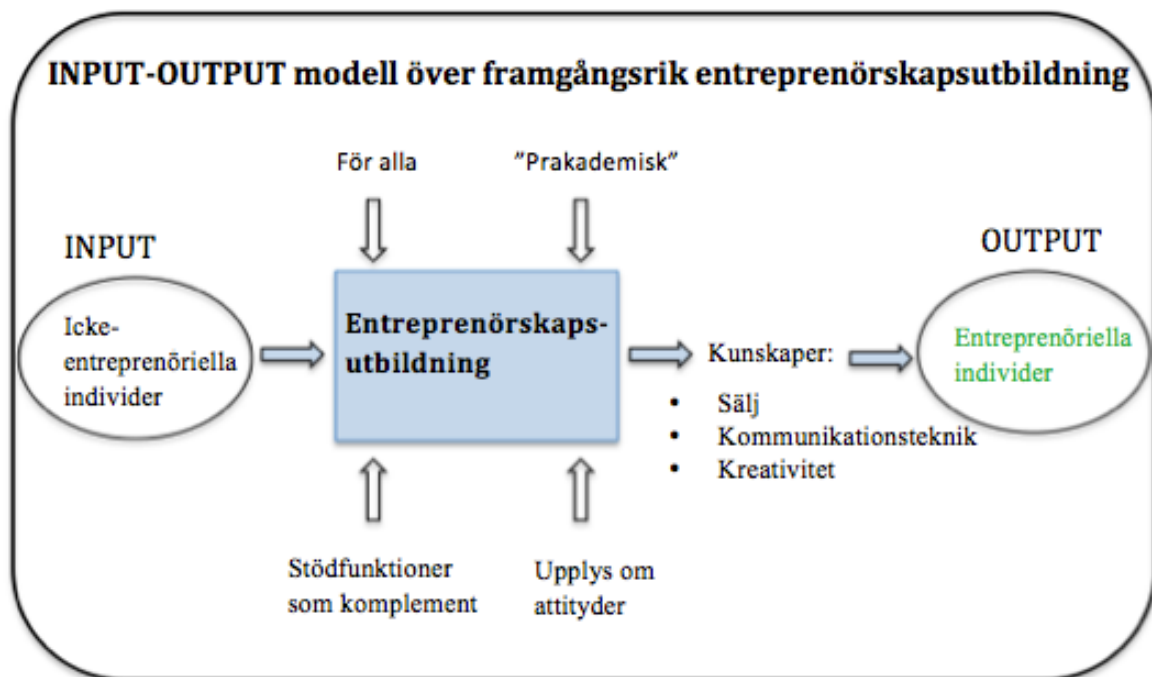 INPUT-OUTPUT modell över framgångsrik entreprenörskapsutbildning
För alla
"Prakademisk"
INPUT
OUTPUT
Icke-
entreprenöriella
individer
Entreprenörskaps-
utbildning
Kunskaper:
• Sälj
• Kommunikationsteknik
• Kreativitet
Entreprenöriella
individer
Stödfunktioner
som komplement
Upplys om
attityder